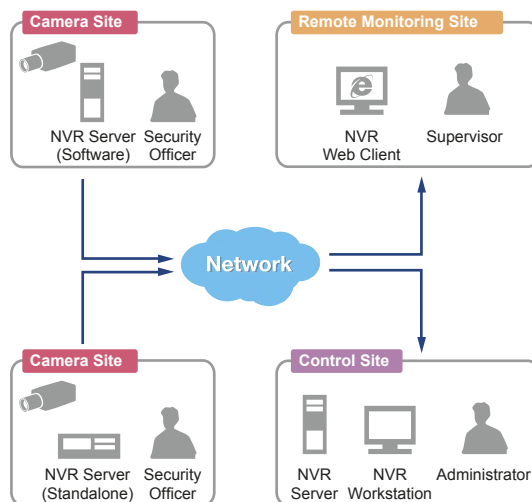 Camera Site
NVR Server
(Software)
Security
Officer
Remote Monitoring Site
NVR
Web Client
Supervisor
Network
Camera Site
NVR Server
(Standalone)
Security
Officer
Control Site
NVR
Server
NVR
Workstation
Administrator